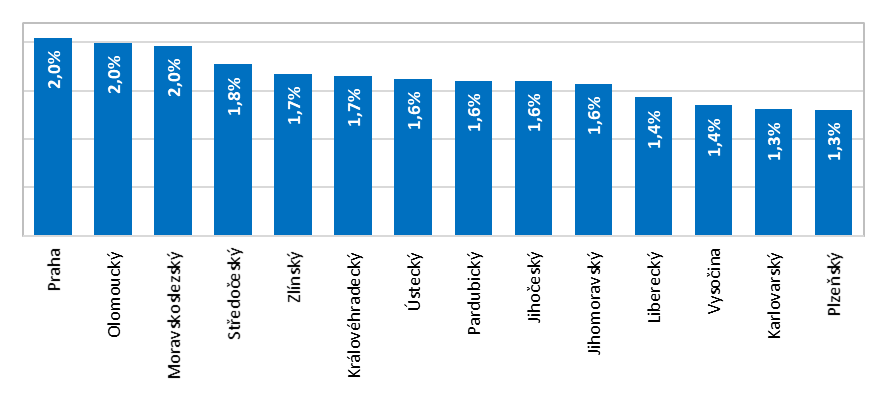 2,0%
2,0%
2,0%
1,8%
1,7%
1,7%
1,6%
1,6%
1,6%
1,6%
1,4%
1,4%
1,3%
1,3%
Praha
Olomoucký
Moravskoslezský
Středočeský
Zlínský
Královéhradecký
Ústecký
Pardubický
Jihočeský
Jihomoravský
Liberecký
Vysočina
Karlovarský
Plzeňský